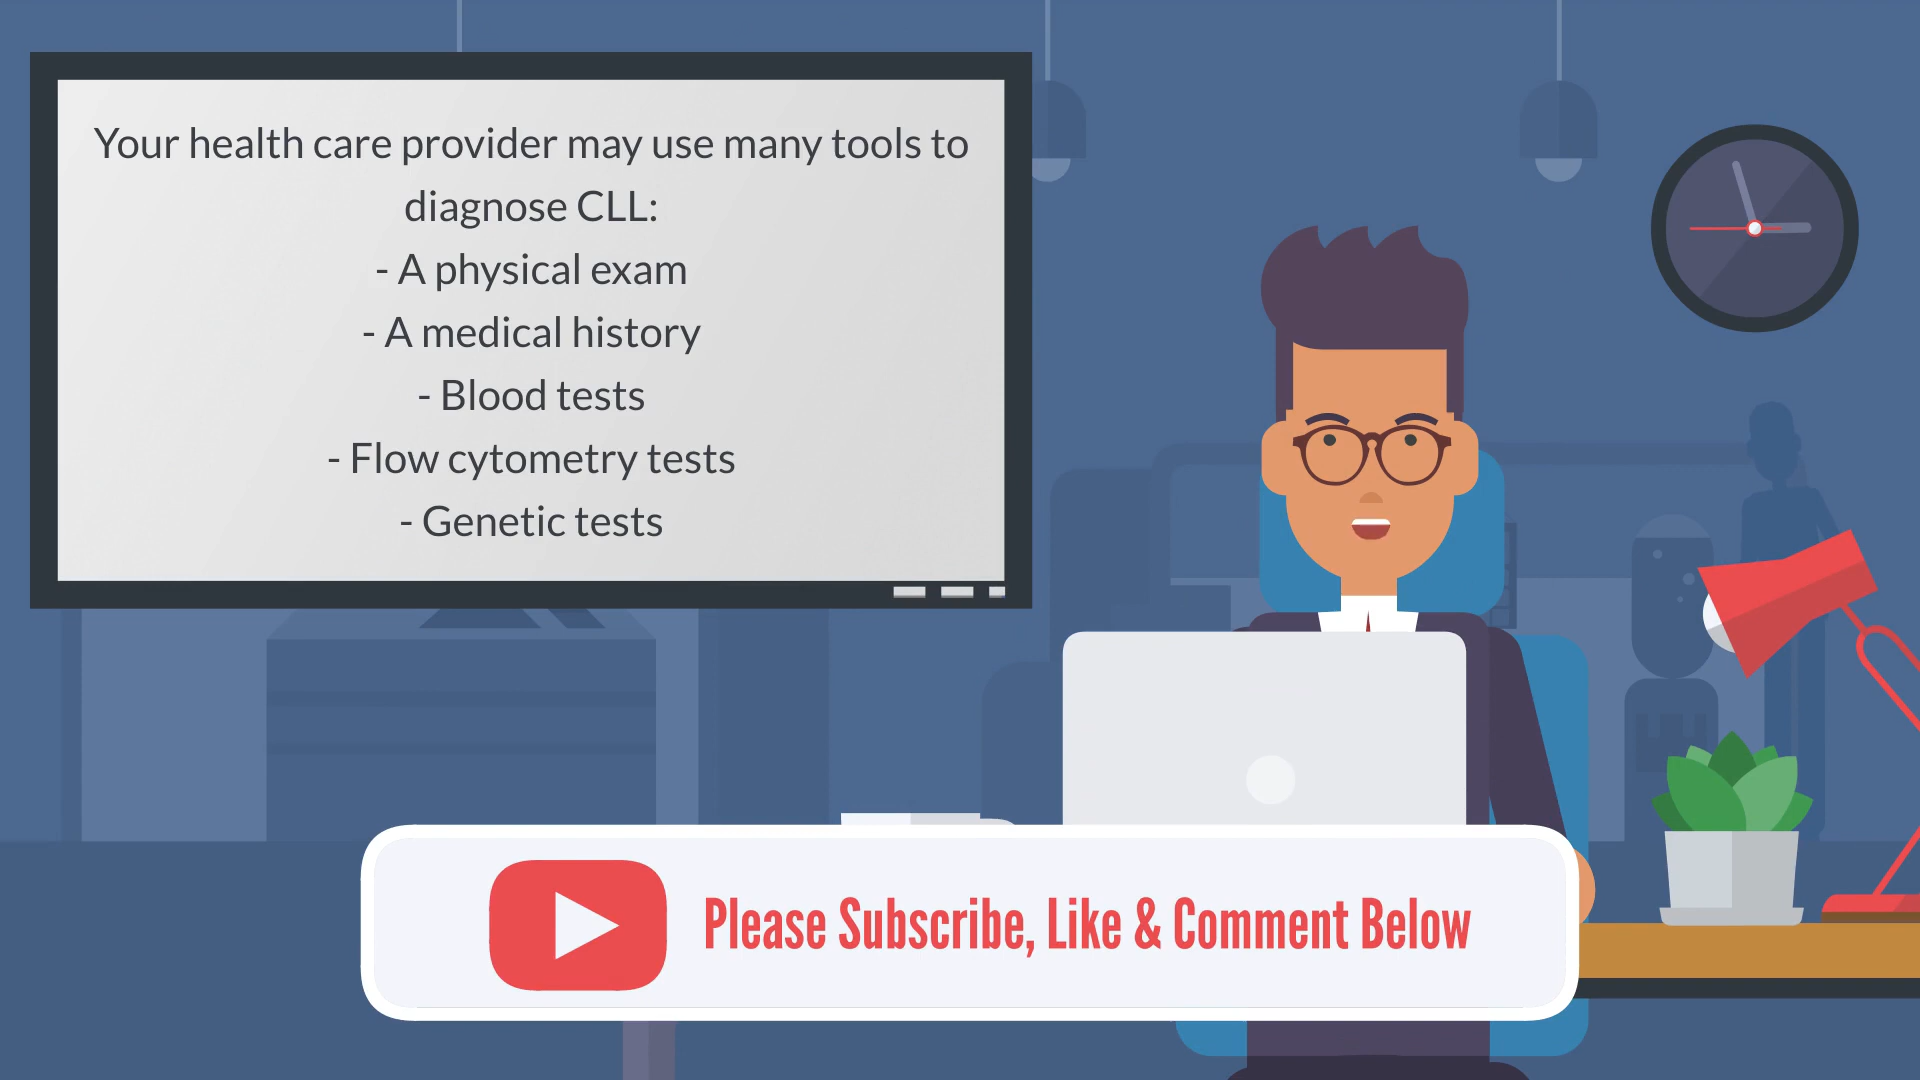 Your health care provider may use many tools to
diagnose CLL:
- A physical exam
- A medical history
- Blood tests
- Flow cytometry tests
- Genetic tests
Please Subscribe, Like & Comment Below